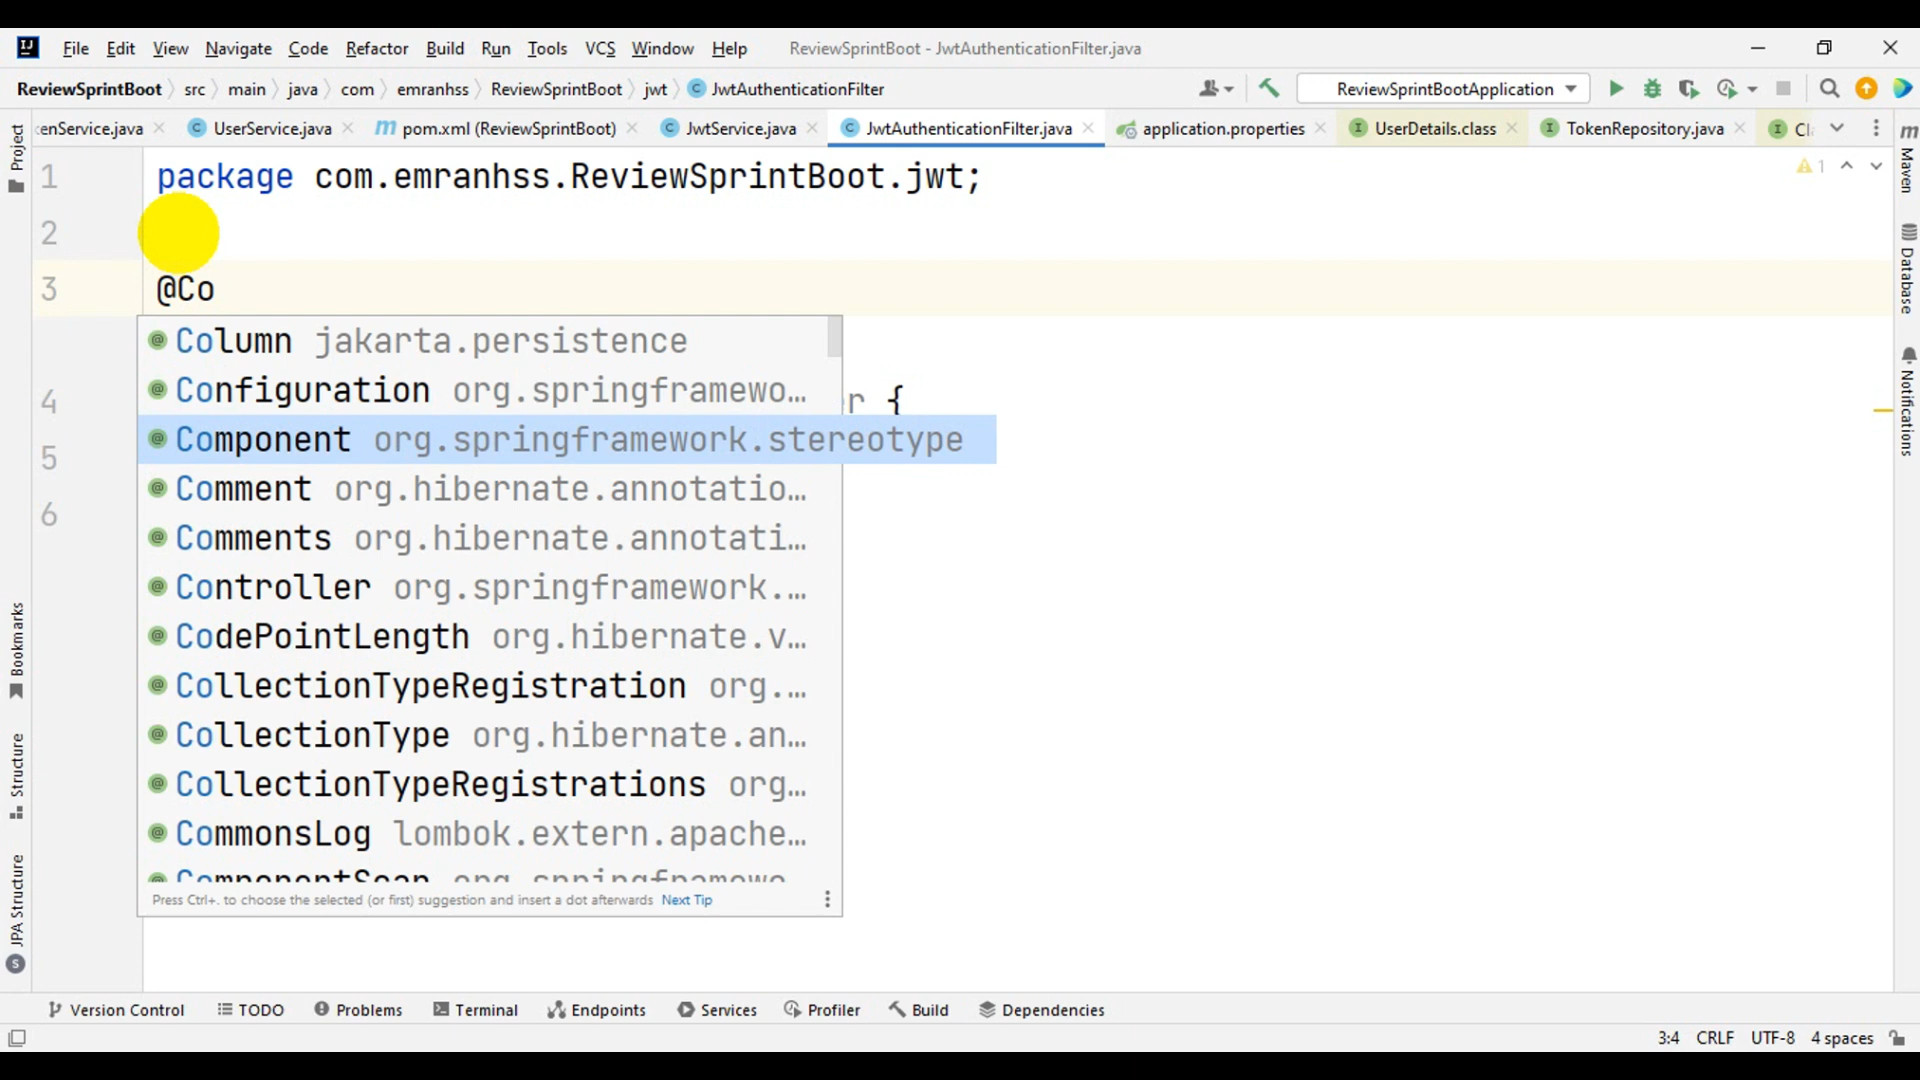 File Edit View Navigate Code Refactor Build Run Tools VCS Window Help ReviewSprintBoot - JwtAuthenticationFilter.java
ReviewSprintBoot src main java com emranhss ReviewSprintBoot jwt JwtAuthenticationFilter ReviewSprintBootApplication
enService.java UserService.java pom.xml (ReviewSprintBoot) JwtService.java JwtAuthenticationFilter.java application.properties UserDetails.class TokenRepository.java
1 package com.emranhss.ReviewSprintBoot.jwt; 1
2
3 @Co
Column jakarta.persistence
Configuration org.springframewo…
4 {
Component org.springframework.stereotype
5
Comment org.hibernate.annotatio…
6
Comments org.hibernate.annotati…
Controller org.springframework.…
CodePointLength org.hibernate.v…
CollectionTypeRegistration org.…
CollectionType org.hibernate.an…
CollectionTypeRegistrations org…
CommonsLog lombok.extern.apache…
Press Ctrl+. to choose the selected (or first) suggestion and insert a dot afterwards Next Tip
Project
Bookmarks
Structure
JPA Structure
Maven
Database
Notifications
Version Control TODO Problems Terminal Endpoints Services Profiler Build Dependencies
3:4 CRLF UTF-8 4 spaces